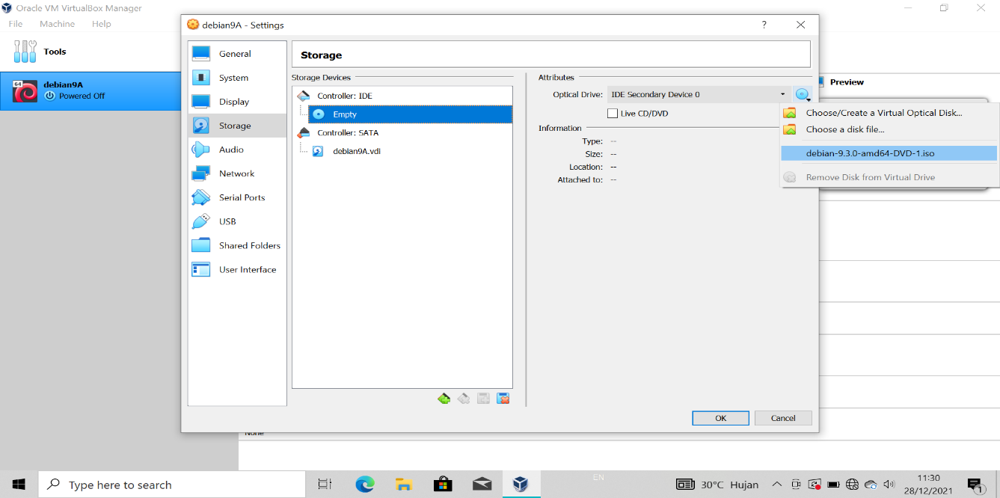 Oracle VM VirtualBox Manager
File Machine Help
Tools
64
debian9A
Powered Off
debian9A - Settings
?
General
System
Display
Storage
Audio
Network
Serial Ports
USB
Shared Folders
User Interface
Storage
Storage Devices
Controller: IDE
Empty
Controller: SATA
debian9A.vdi
Attributes
Optical Drive: IDE Secondary Device 0
Live CD/DVD
Information
Type: --
Size: --
Location: --
Attached to: --
OK Cancel
Preview
Choose/Create a Virtual Optical Disk...
Choose a disk file...
debian-9.3.0-amd64-DVD-1.iso
Remove Disk from Virtual Drive
None
Type here to search
EN
30°C Hujan
11:30
28/12/2021
1